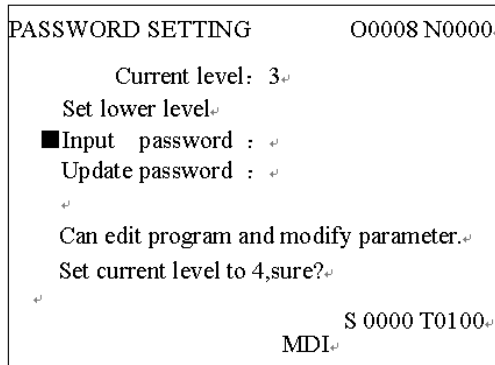 PASSWORD SETTING O0008 N0000
Current level: 3
Set lower level
Input password :
Update password :
Can edit program and modify parameter.
Set current level to 4,sure?
S 0000 T0100
MDI